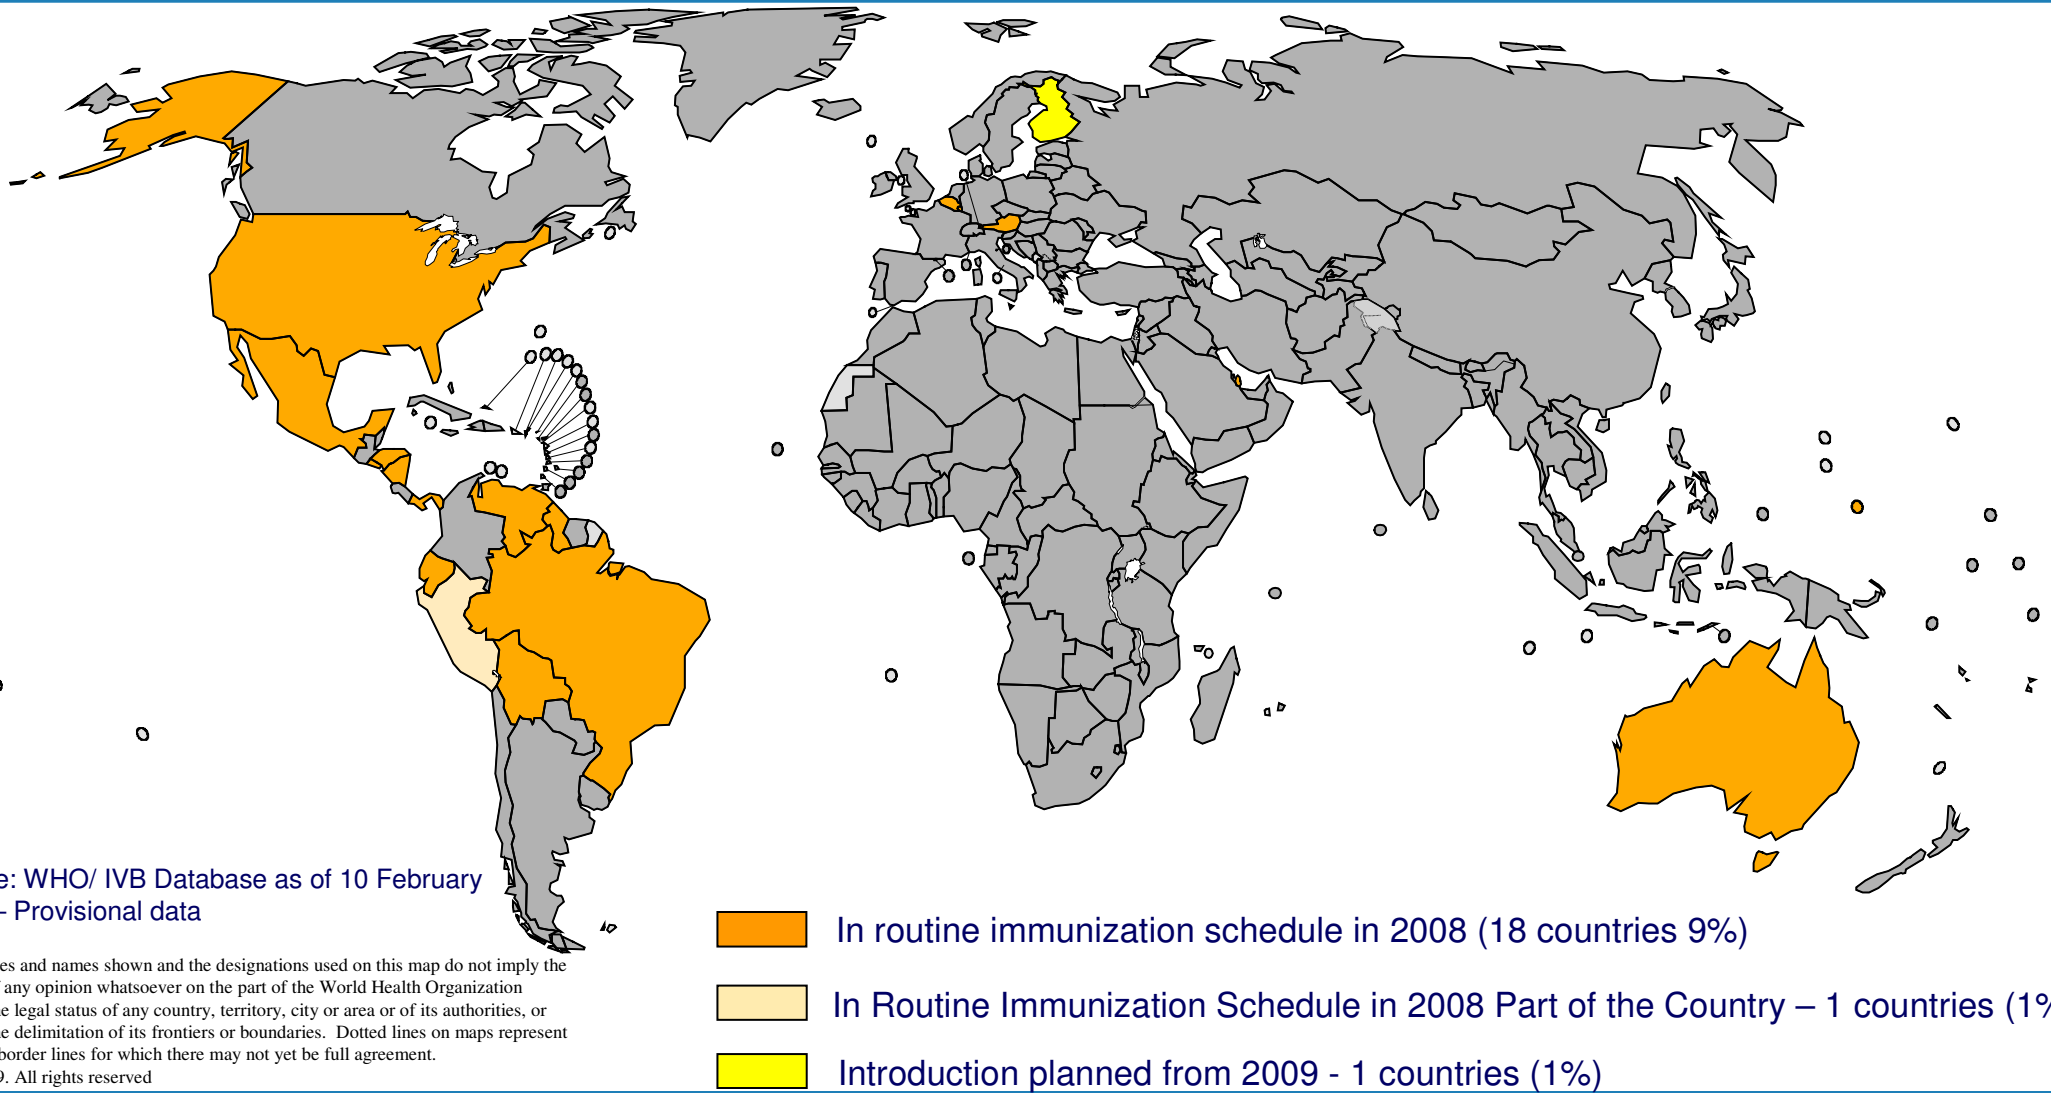 e: WHO/ IVB Database as of 10 February
– Provisional data
es and names shown and the designations used on this map do not imply the
any opinion whatsoever on the part of the World Health Organization
e legal status of any country, territory, city or area or of its authorities, or
e delimitation of its frontiers or boundaries.  Dotted lines on maps represent
border lines for which there may not yet be full agreement.
9. All rights reserved
In routine immunization schedule in 2008 (18 countries 9%)
In Routine Immunization Schedule in 2008 Part of the Country – 1 countries (1%
Introduction planned from 2009 - 1 countries (1%)